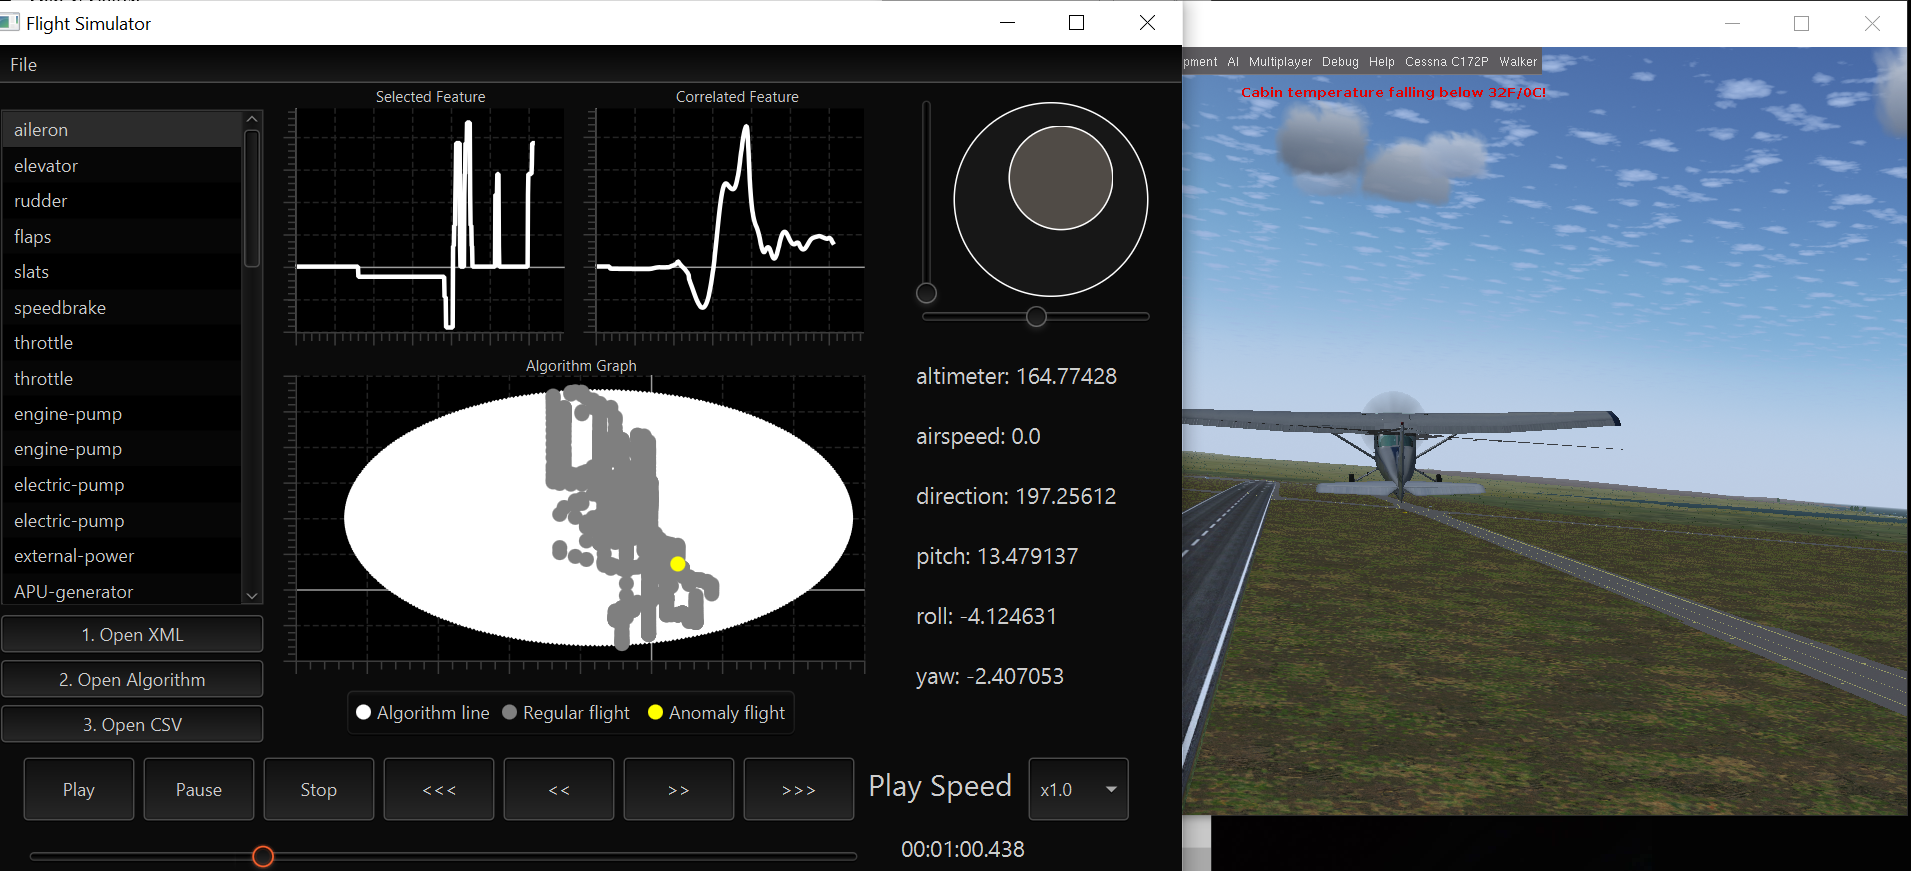 Flight Simulator
File
Selected Feature
Correlated Feature
aileron
elevator
rudder
flaps
slats
speedbrake
throttle
throttle
engine-pump
engine-pump
electric-pump
electric-pump
external-power
APU-generator
1. Open XML
2. Open Algorithm
3. Open CSV
Algorithm Graph
Algorithm line
Regular flight
Anomaly flight
altimeter: 164.77428
airspeed: 0.0
direction: 197.25612
pitch: 13.479137
roll: -4.124631
yaw: -2.407053
Play
Pause
Stop
<<<
<<
>>
>>>
Play Speed
x1.0
00:01:00.438
pment AI Multiplayer Debug Help Cessna C172P Walker
Cabin temperature falling below 32F/0C!